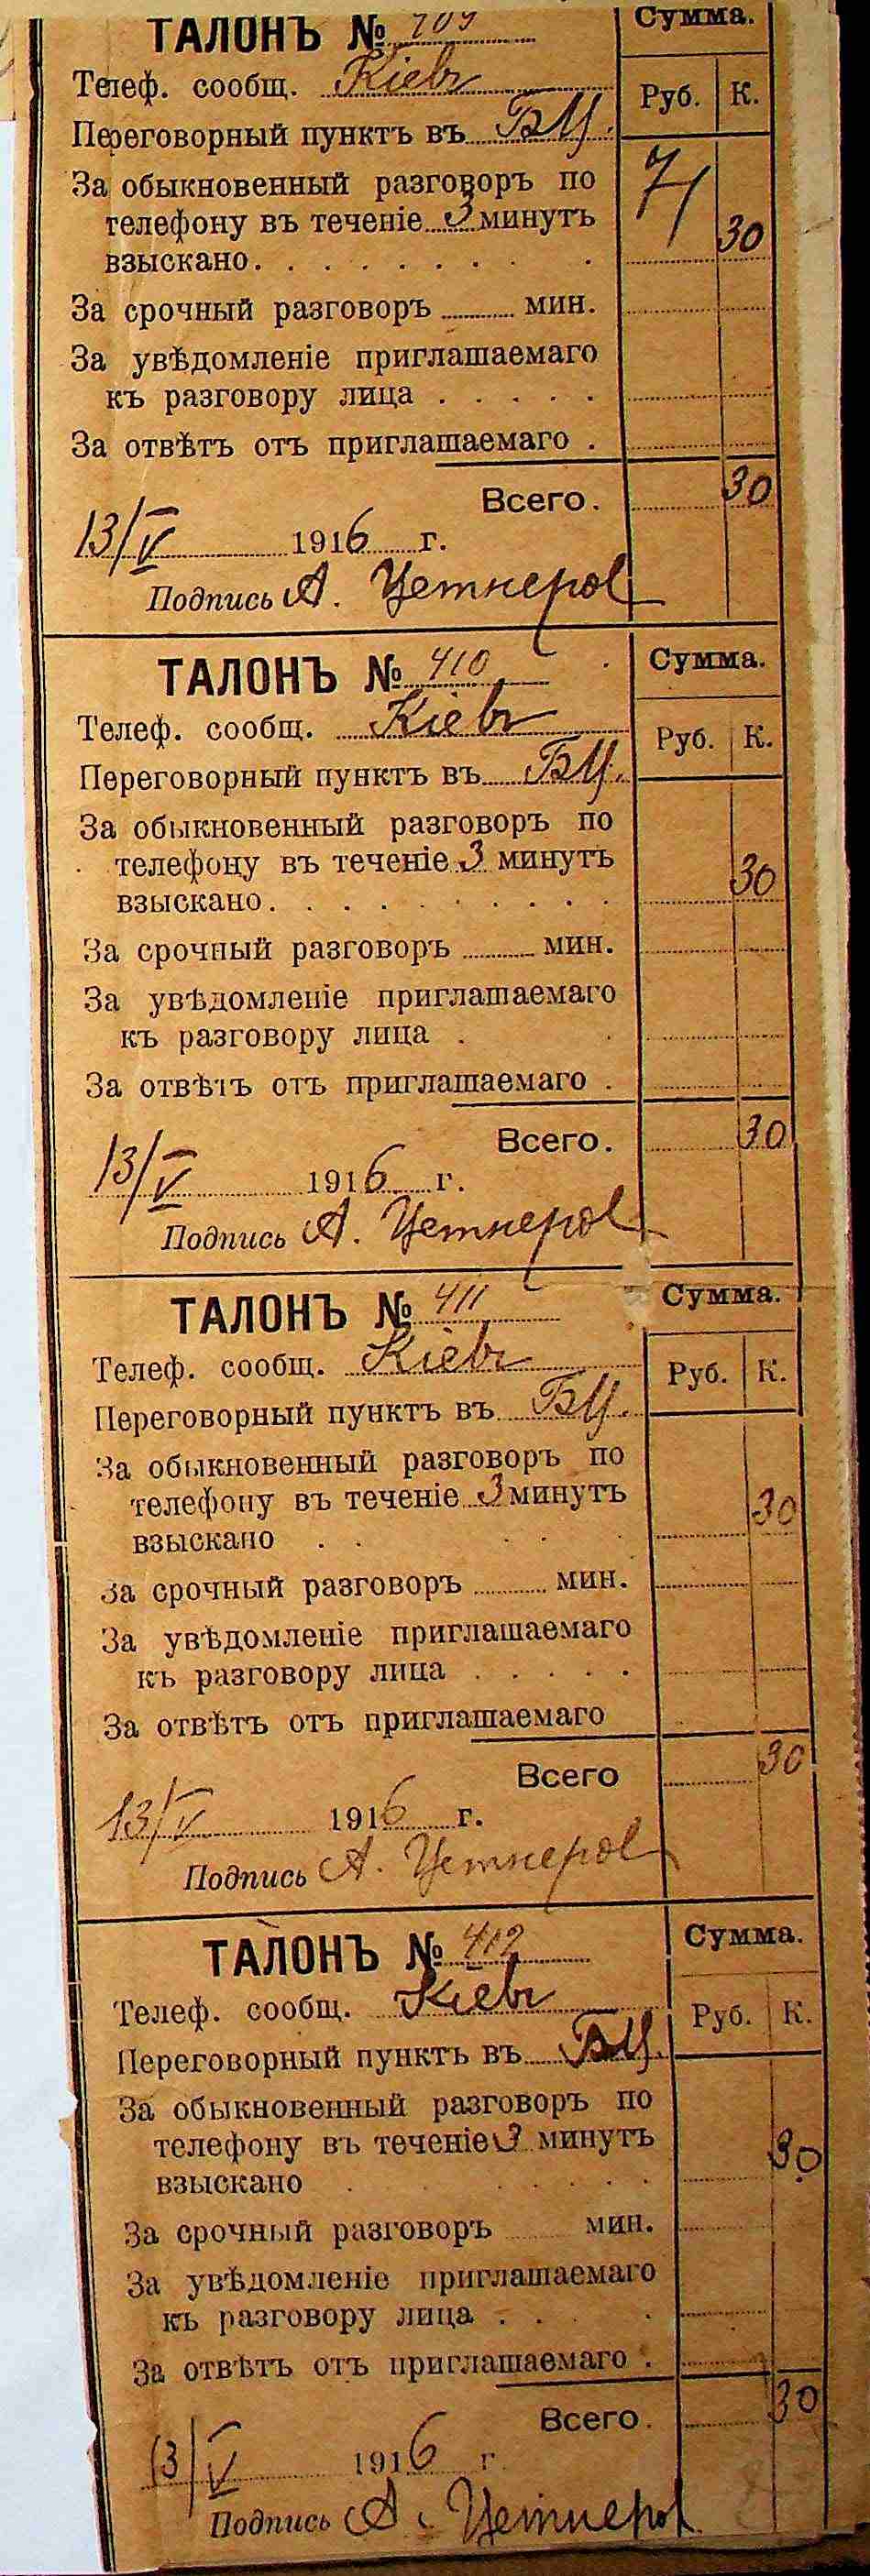 ТАЛОНЪ № 409
Сумма.
Телеф. сообщ. Кіевъ
Руб. К.
Переговорный пунктъ въ БЦ.
За обыкновенный разговоръ по
телефону въ теченіе 3 минутъ
взыскано. 30
За срочный разговоръ мин.
За увѣдомленіе приглашаемаго
къ разговору лица
За отвѣтъ отъ приглашаемаго.
Всего. 30
13/V 1916 г.
Подпись А.
ТАЛОНЪ № 410
Сумма.
Телеф. сообщ. Кіевъ
Руб. К.
Переговорный пунктъ въ БЦ.
За обыкновенный разговоръ по
телефону въ теченіе 3 минутъ
взыскано. 30
За срочный разговоръ мин.
За увѣдомленіе приглашаемаго
къ разговору лица
За отвѣтъ отъ приглашаемаго.
Всего. 30
13/V 1916 г.
Подпись А.
ТАЛОНЪ № 411
Сумма.
Телеф. сообщ. Кіевъ
Руб. К.
Переговорный пунктъ въ БЦ.
За обыкновенный разговоръ по
телефону въ теченіе 3 минутъ
взыскано 30
За срочный разговоръ мин.
За увѣдомленіе приглашаемаго
къ разговору лица
За отвѣтъ отъ приглашаемаго
Всего 30
13/V 1916 г.
Подпись А.
ТАЛОНЪ № 412
Сумма.
Телеф. сообщ. Кіевъ
Руб. К.
Переговорный пунктъ въ БЦ.
За обыкновенный разговоръ по
телефону въ теченіе 3 минутъ
взыскано 30
За срочный разговоръ мин.
За увѣдомленіе приглашаемаго
къ разговору лица
За отвѣтъ отъ приглашаемаго.
Всего. 30
13/V 1916 г.
Подпись А.